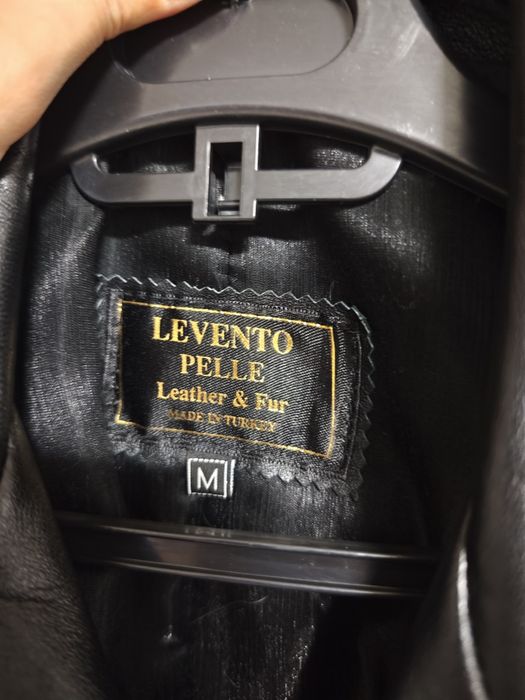 LEVENTO
PELLE
Leather & Fur
MADE IN TURKEY
M